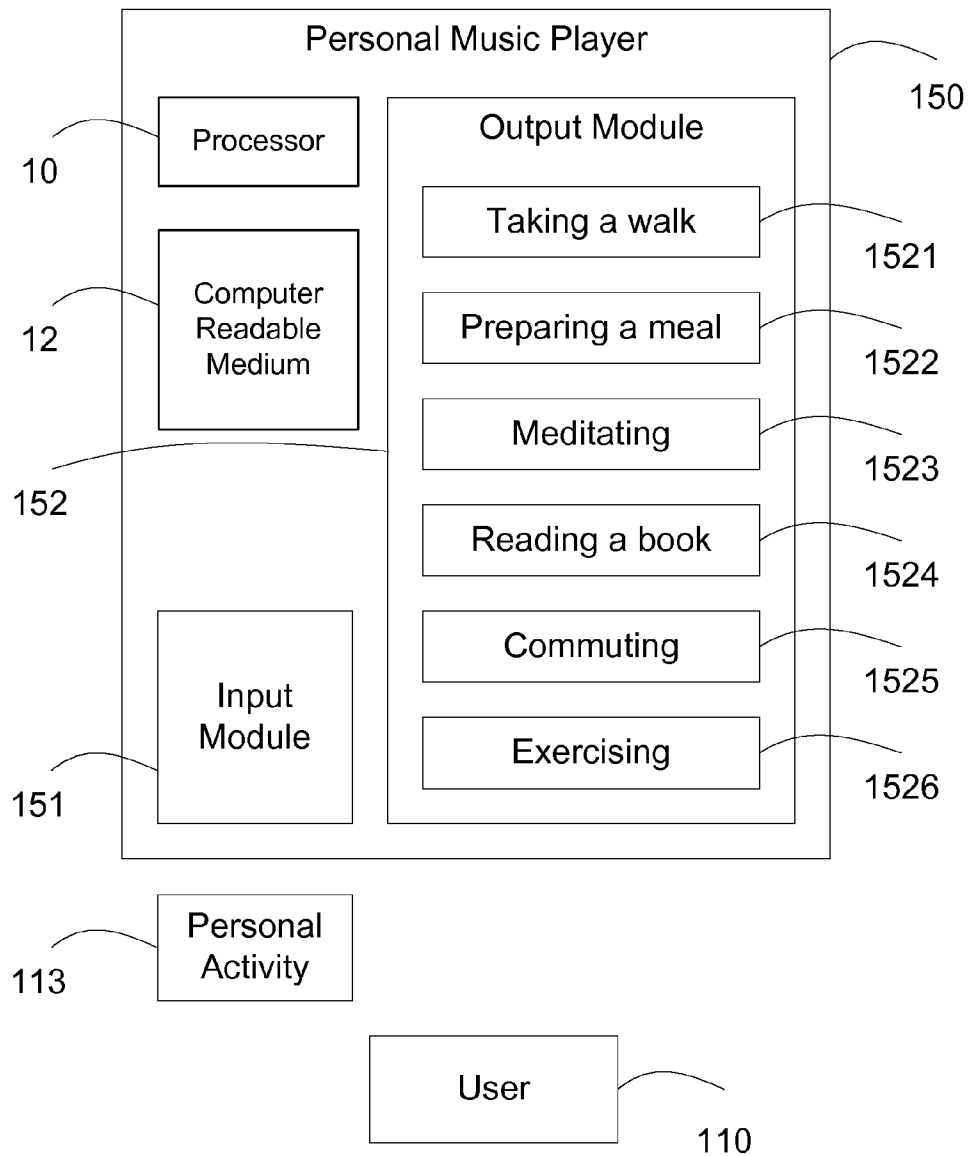 Personal Music Player
150
Processor
10
Output Module
Taking a walk
1521
Computer
Readable
Medium
12
Preparing a meal
1522
Meditating
1523
152
Reading a book
1524
Commuting
1525
Input
Module
151
Exercising
1526
Personal
Activity
113
User
110